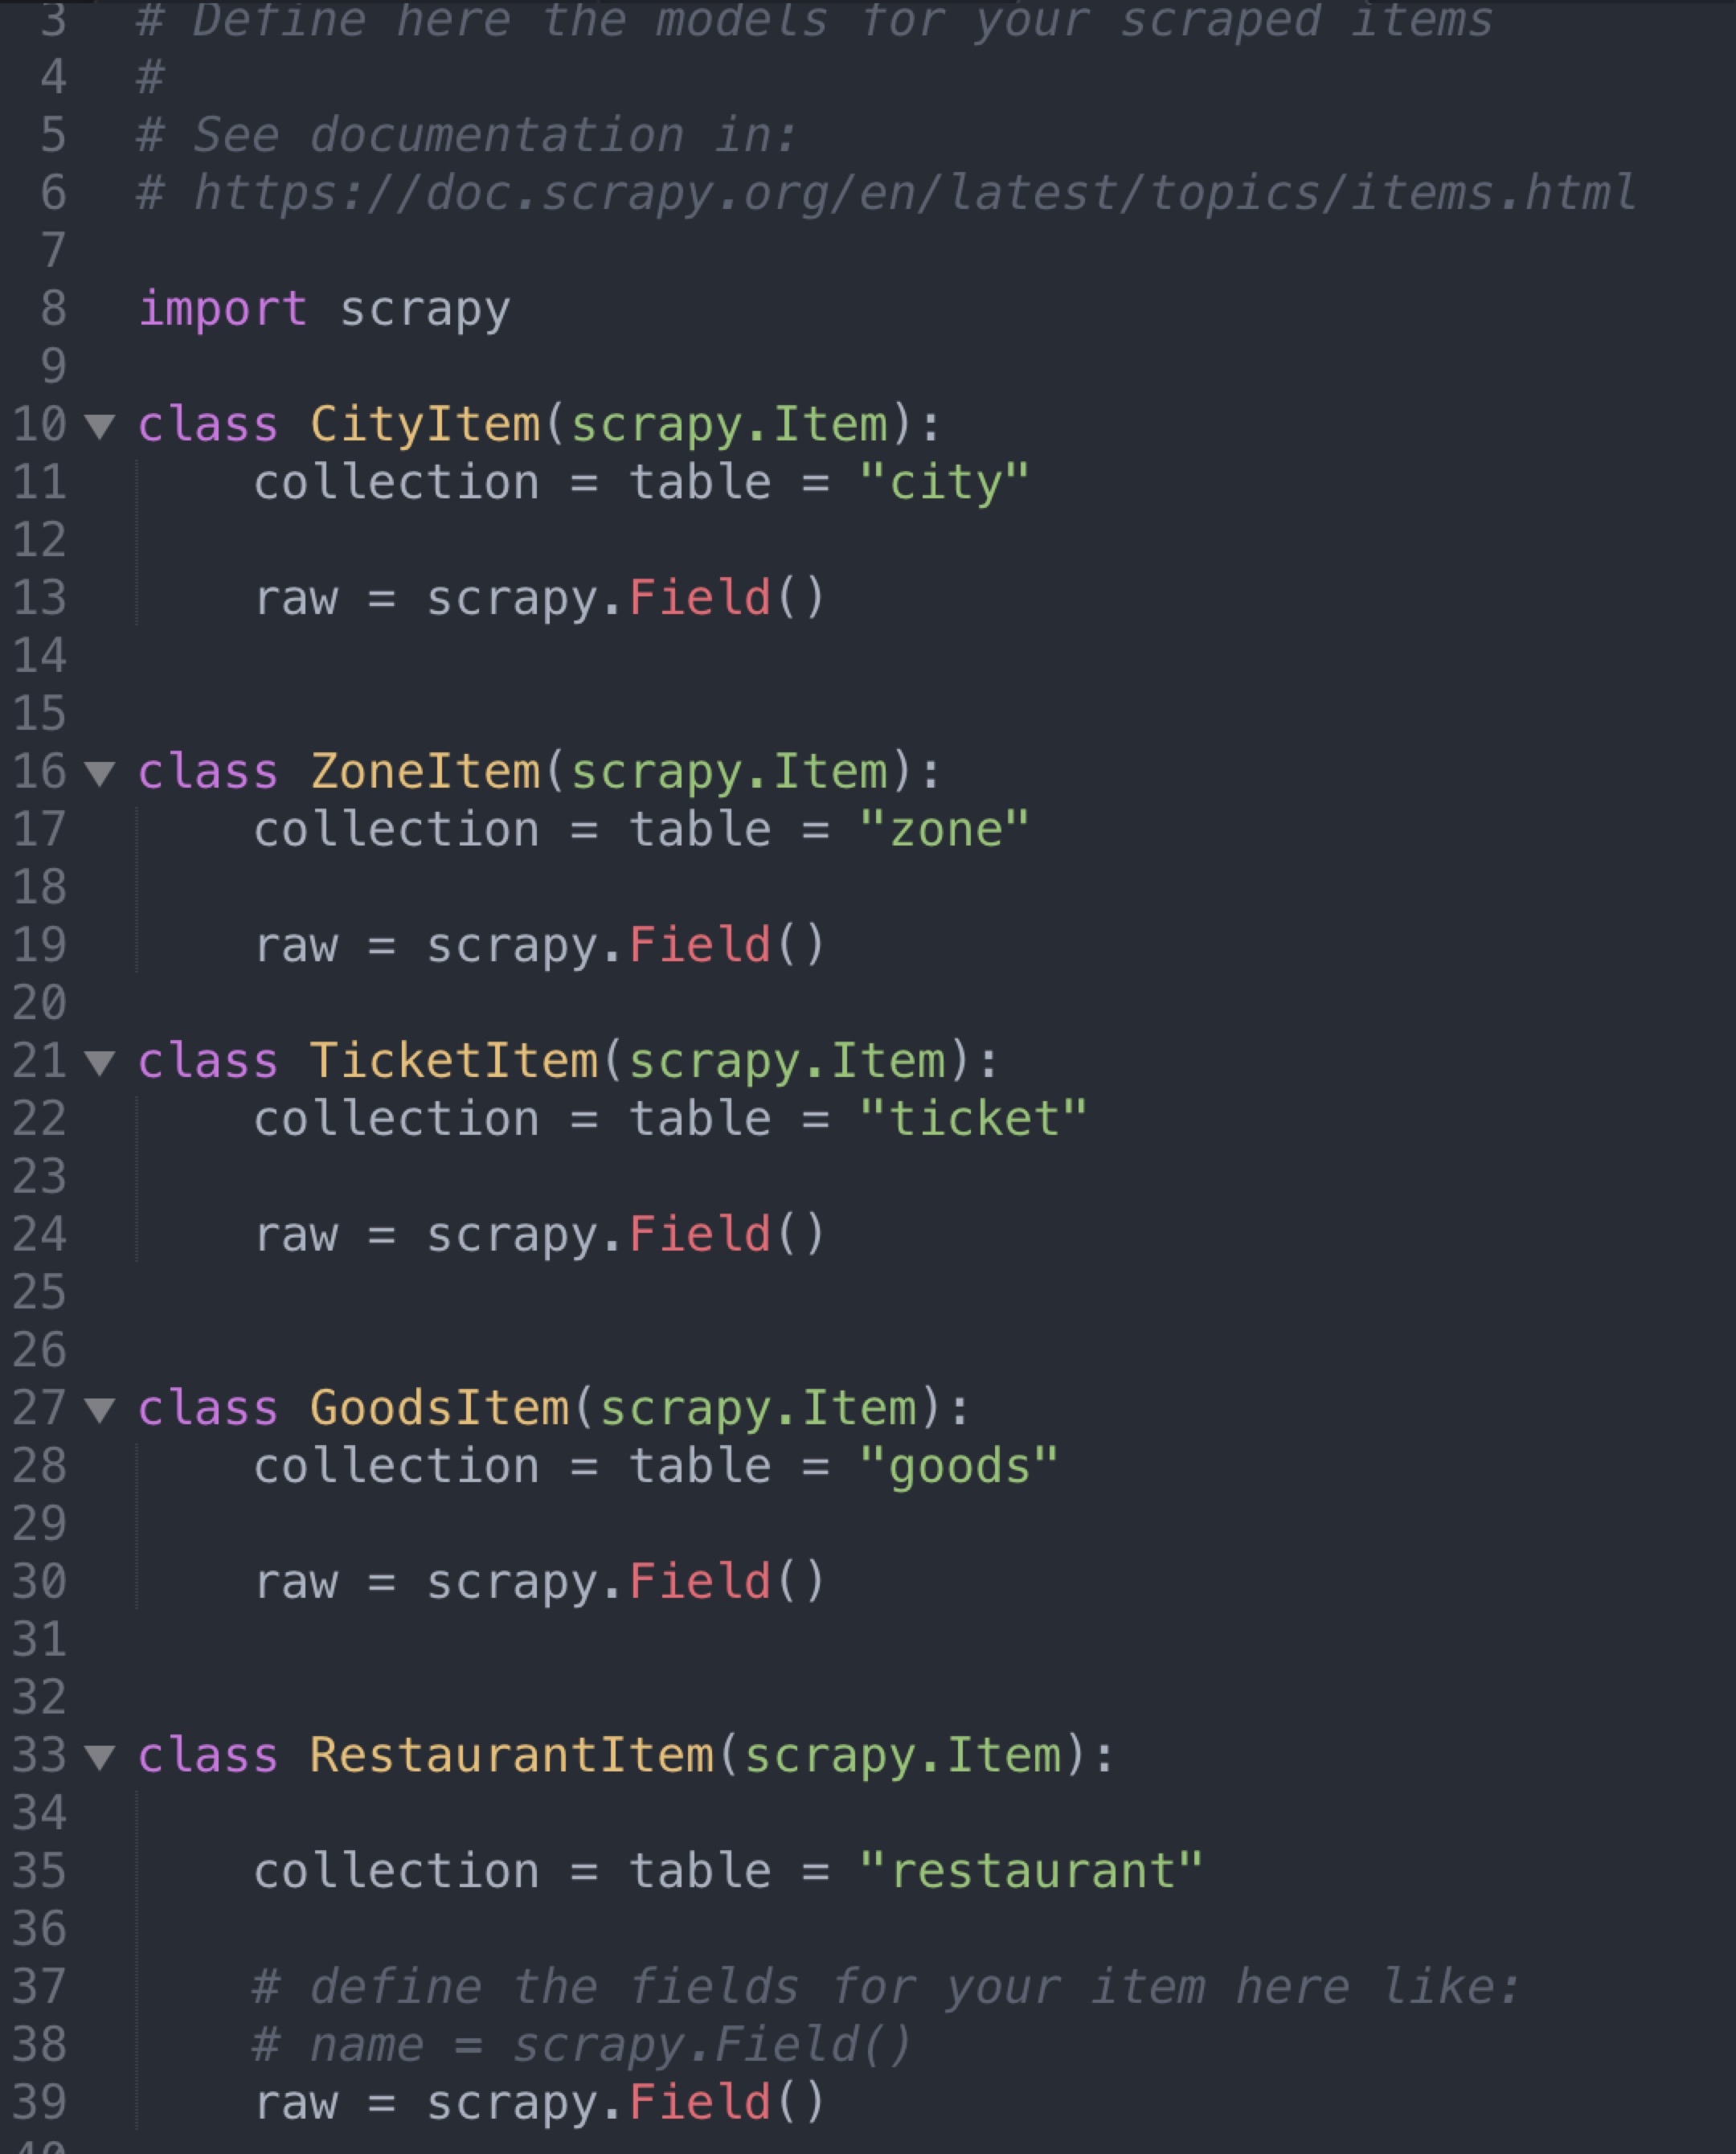 3 # Define here the models for your scraped items
4 #
5 # See documentation in:
6 # https://doc.scrapy.org/en/latest/topics/items.html
7
8 import scrapy
9
10 class CityItem(scrapy.Item):
11     collection = table = "city"
12
13     raw = scrapy.Field()
14
15
16 class ZoneItem(scrapy.Item):
17     collection = table = "zone"
18
19     raw = scrapy.Field()
20
21 class TicketItem(scrapy.Item):
22     collection = table = "ticket"
23
24     raw = scrapy.Field()
25
26
27 class GoodsItem(scrapy.Item):
28     collection = table = "goods"
29
30     raw = scrapy.Field()
31
32
33 class RestaurantItem(scrapy.Item):
34
35     collection = table = "restaurant"
36
37     # define the fields for your item here like:
38     # name = scrapy.Field()
39     raw = scrapy.Field()
40